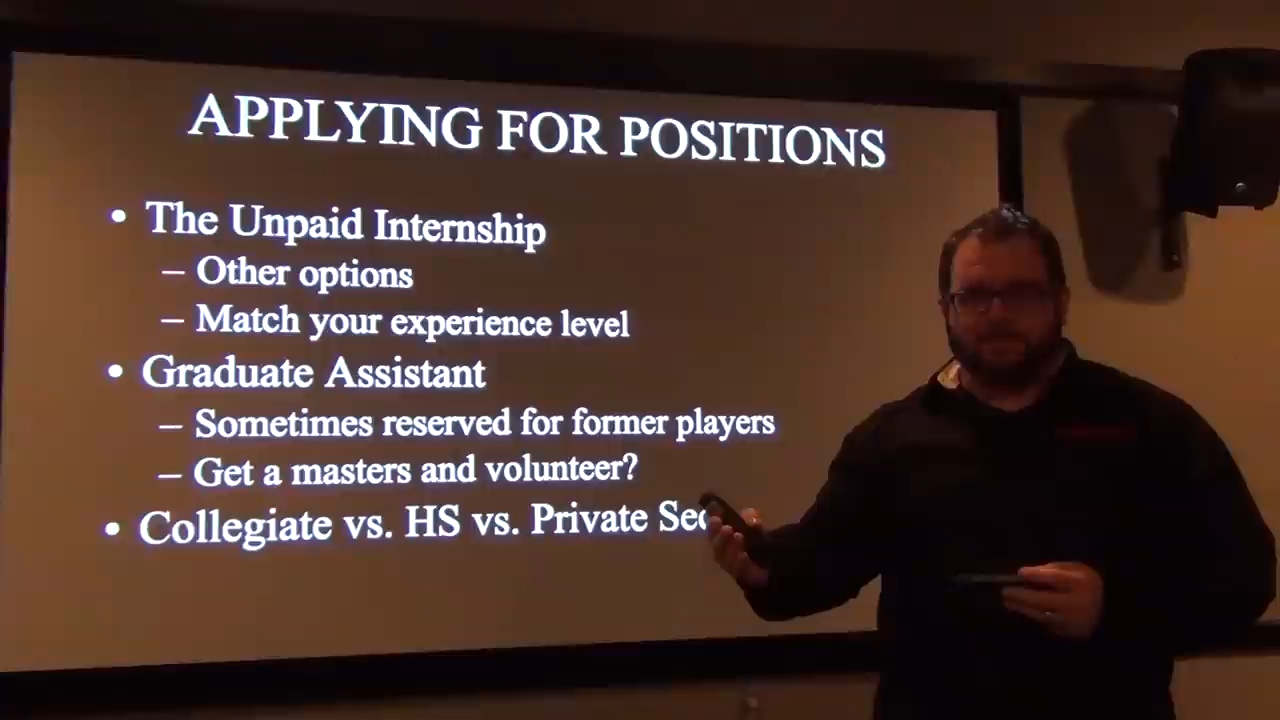 APPLYING FOR POSITIONS
• The Unpaid Internship
– Other options
– Match your experience level
• Graduate Assistant
– Sometimes reserved for former players
– Get a masters and volunteer?
• Collegiate vs. HS vs. Private